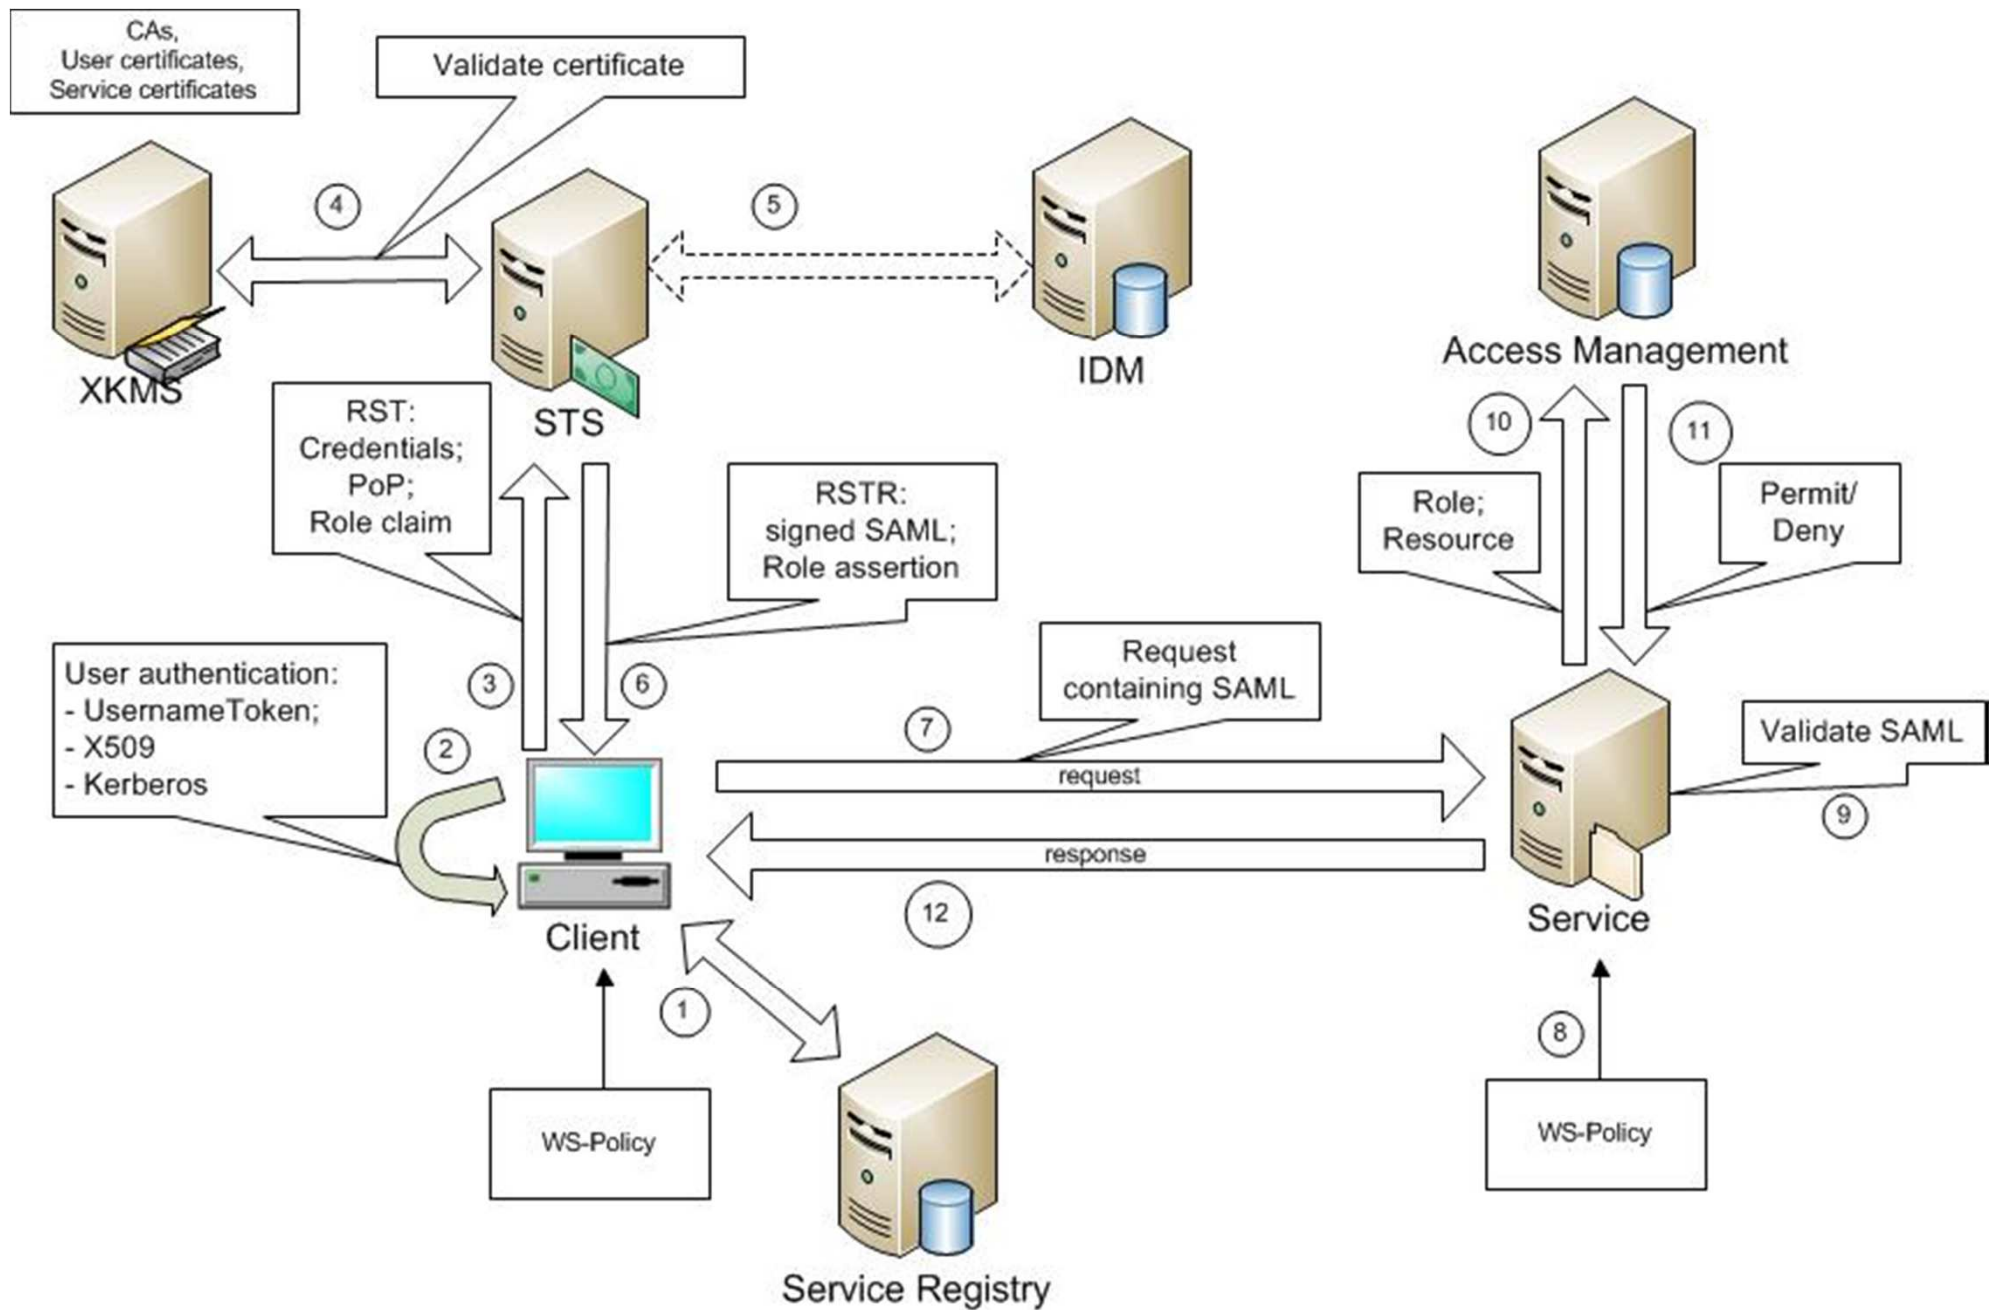 CAs,
User certificates,
Service certificates
Validate certificate
4
5
XKMS
STS
IDM
Access Management
RST:
Credentials;
PoP;
Role claim
RSTR:
signed SAML;
Role assertion
10
11
Role;
Resource
Permit/
Deny
User authentication:
- UsernameToken;
- X509
- Kerberos
2
3
6
7
Request
containing SAML
request
response
12
Validate SAML
9
Client
Service
1
8
WS-Policy
WS-Policy
Service Registry